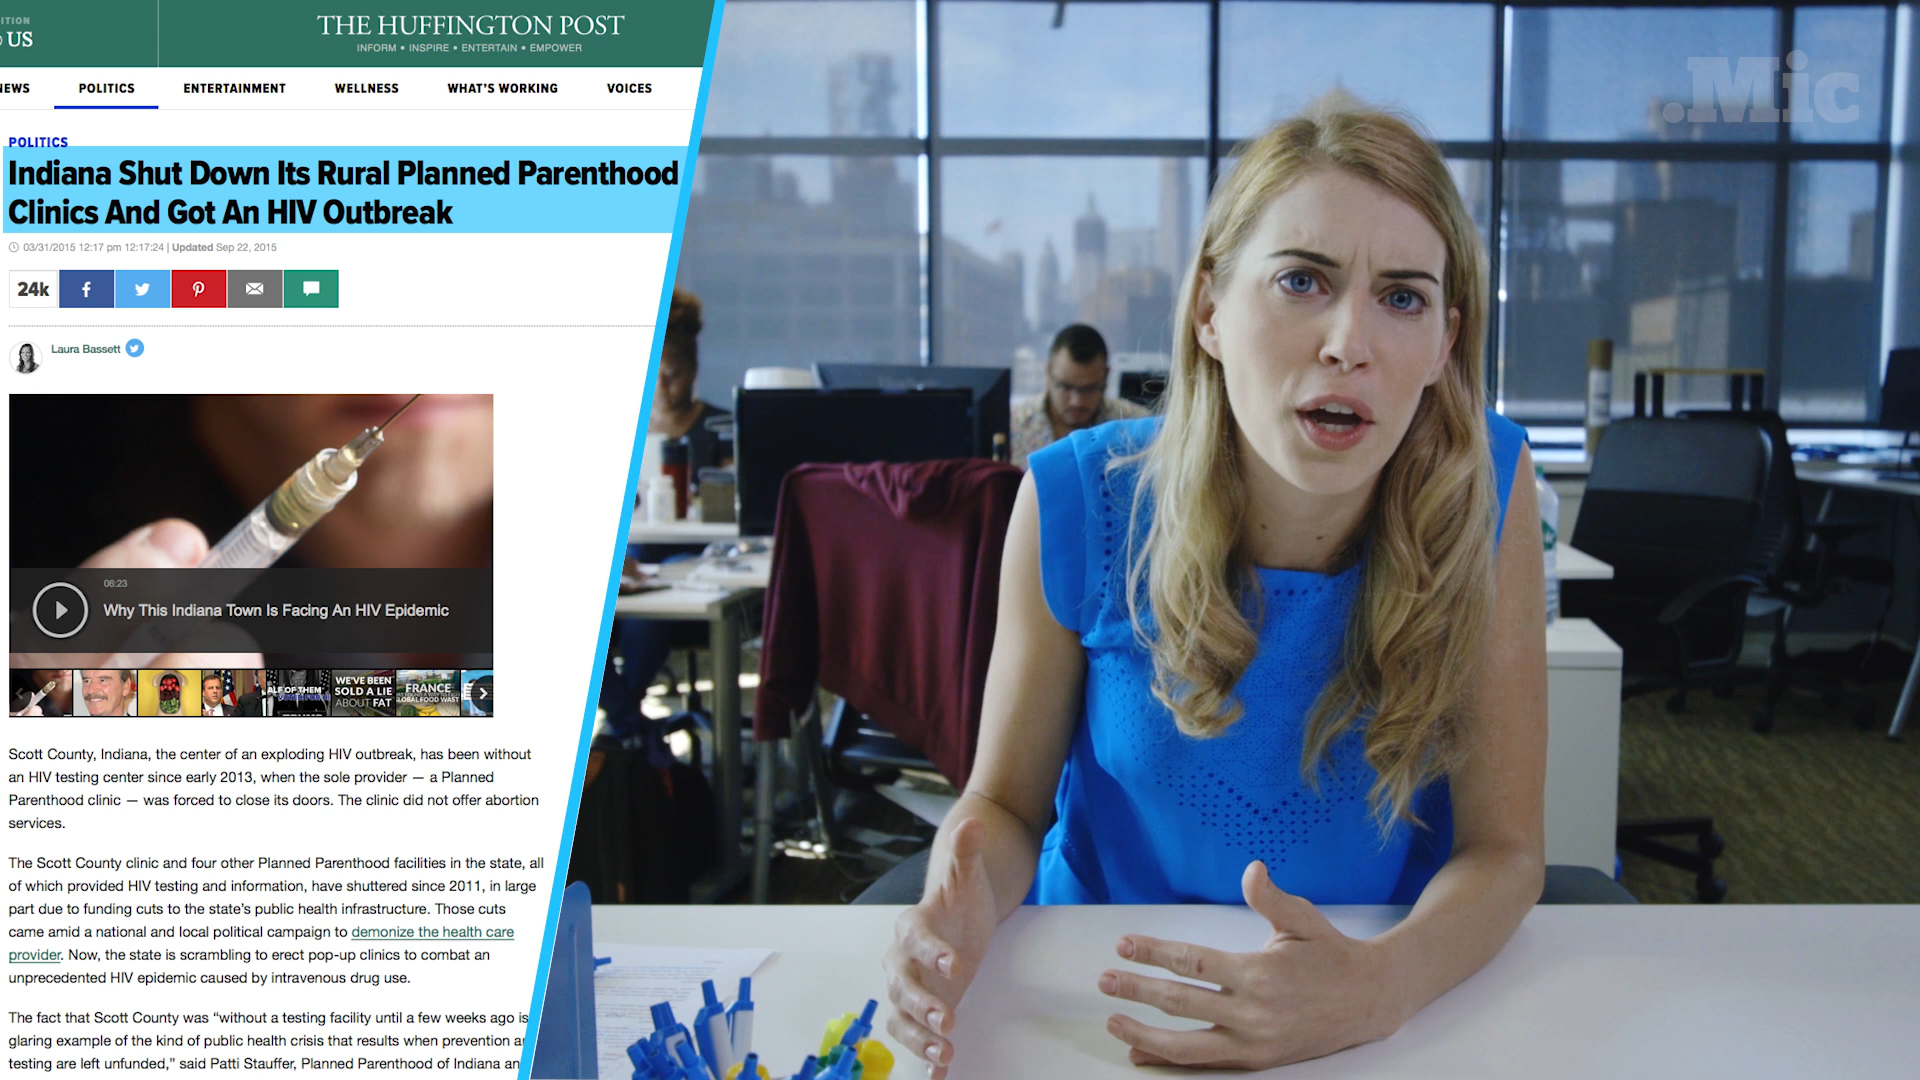 ITION
US
THE HUFFINGTON POST
INFORM • INSPIRE • ENTERTAIN • EMPOWER
NEWS
POLITICS
ENTERTAINMENT
WELLNESS
WHAT'S WORKING
VOICES
POLITICS
Indiana Shut Down Its Rural Planned Parenthood
Clinics And Got An HIV Outbreak
03/31/2015 12:17 pm 12:17:24 | Updated Sep 22, 2015
24k
Laura Bassett
06:23
Why This Indiana Town Is Facing An HIV Epidemic
WE'VE BEEN
SOLD A LIE
ABOUT FAT
FRANCE
GLOBAL FOOD WAST
Scott County, Indiana, the center of an exploding HIV outbreak, has been without
an HIV testing center since early 2013, when the sole provider — a Planned
Parenthood clinic — was forced to close its doors. The clinic did not offer abortion
services.
The Scott County clinic and four other Planned Parenthood facilities in the state, all
of which provided HIV testing and information, have shuttered since 2011, in large
part due to funding cuts to the state's public health infrastructure. Those cuts
came amid a national and local political campaign to demonize the health care
provider. Now, the state is scrambling to erect pop-up clinics to combat an
unprecedented HIV epidemic caused by intravenous drug use.
The fact that Scott County was “without a testing facility until a few weeks ago is
glaring example of the kind of public health crisis that results when prevention a
testing are left unfunded,” said Patti Stauffer, Planned Parenthood of Indiana an
.Mic